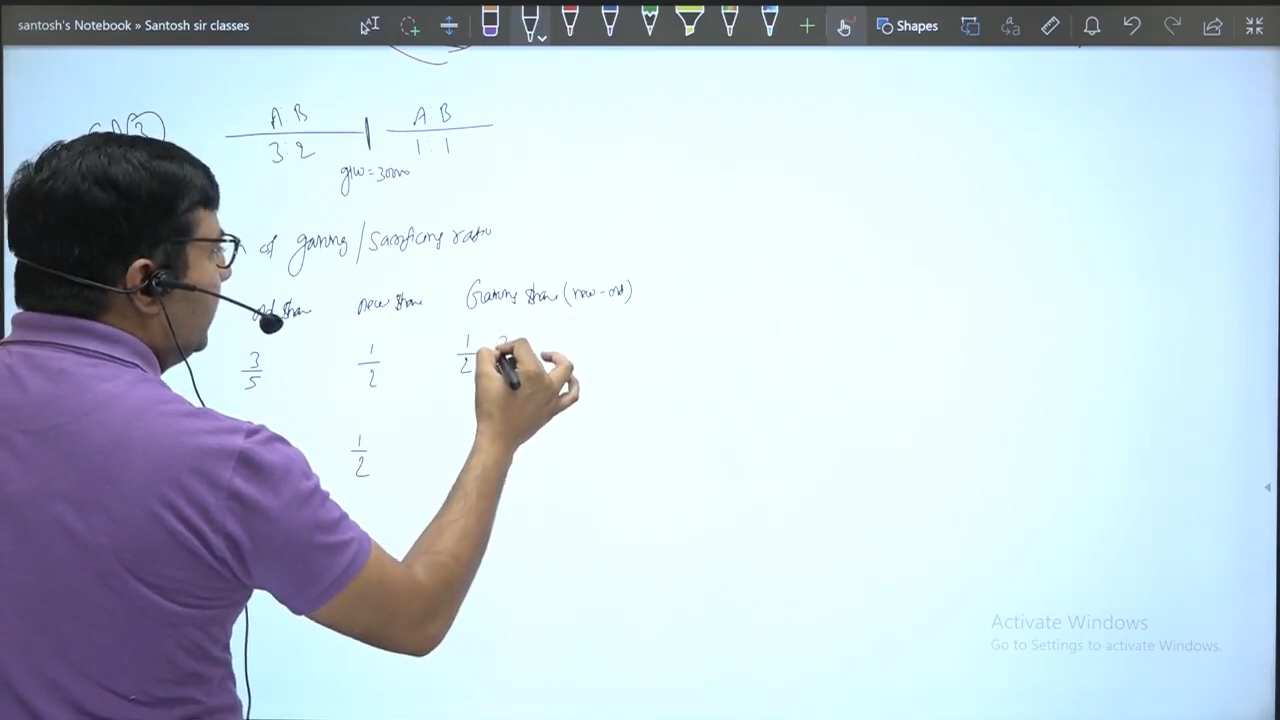 santosh's Notebook » Santosh sir classes
Shapes
A: B
A B
3: 2
1: 1
of gaining / Sacrificing ratio
new share
Gaining share (new - old)
3/5
1/2
1/2
1/2
Activate Windows
Go to Settings to activate Windows.